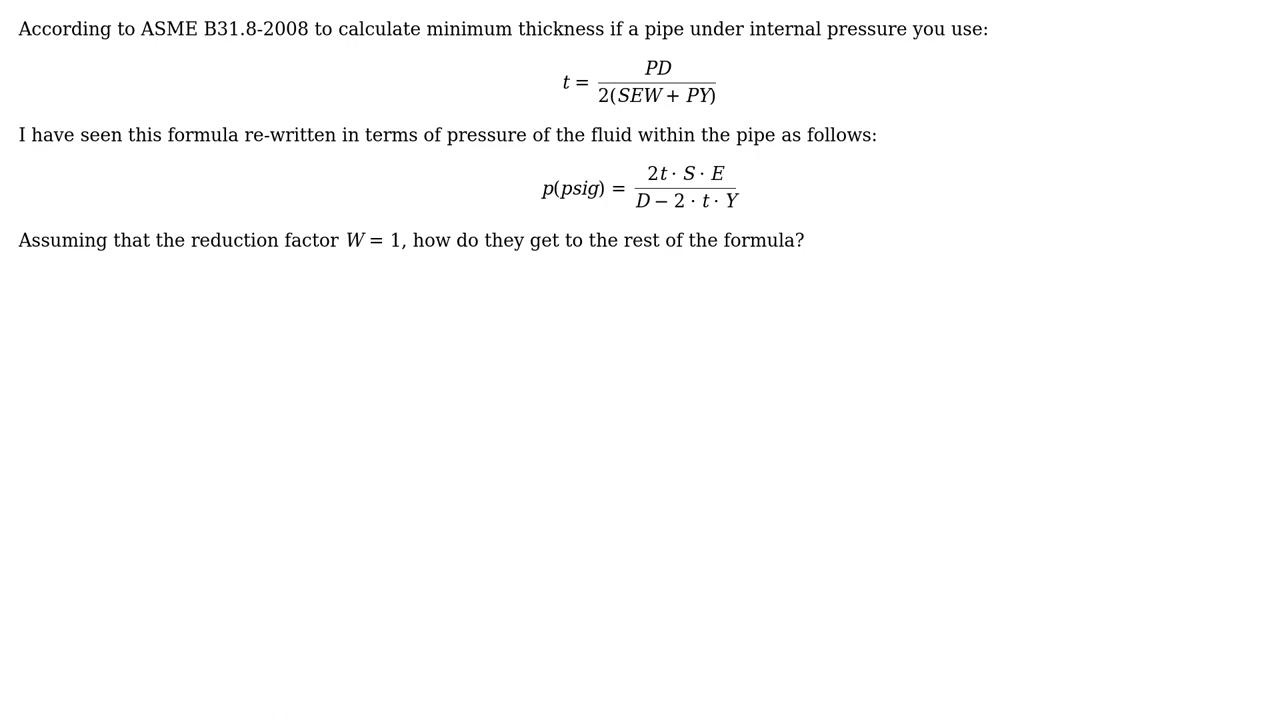 According to ASME B31.8-2008 to calculate minimum thickness if a pipe under internal pressure you use:
t = PD / 2(SEW + PY)
I have seen this formula re-written in terms of pressure of the fluid within the pipe as follows:
p(psig) = 2t · S · E / D − 2 · t · Y
Assuming that the reduction factor W = 1, how do they get to the rest of the formula?